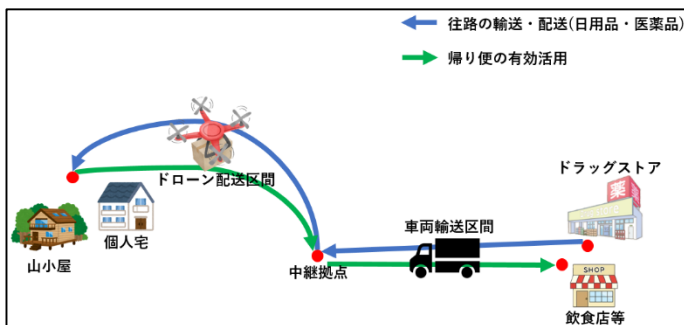 往路の輸送・配送(日用品・医薬品)
帰り便の有効活用
ドローン配送区間
ドラッグストア
薬
車両輸送区間
個人宅
山小屋
中継拠点
SHOP
飲食店等